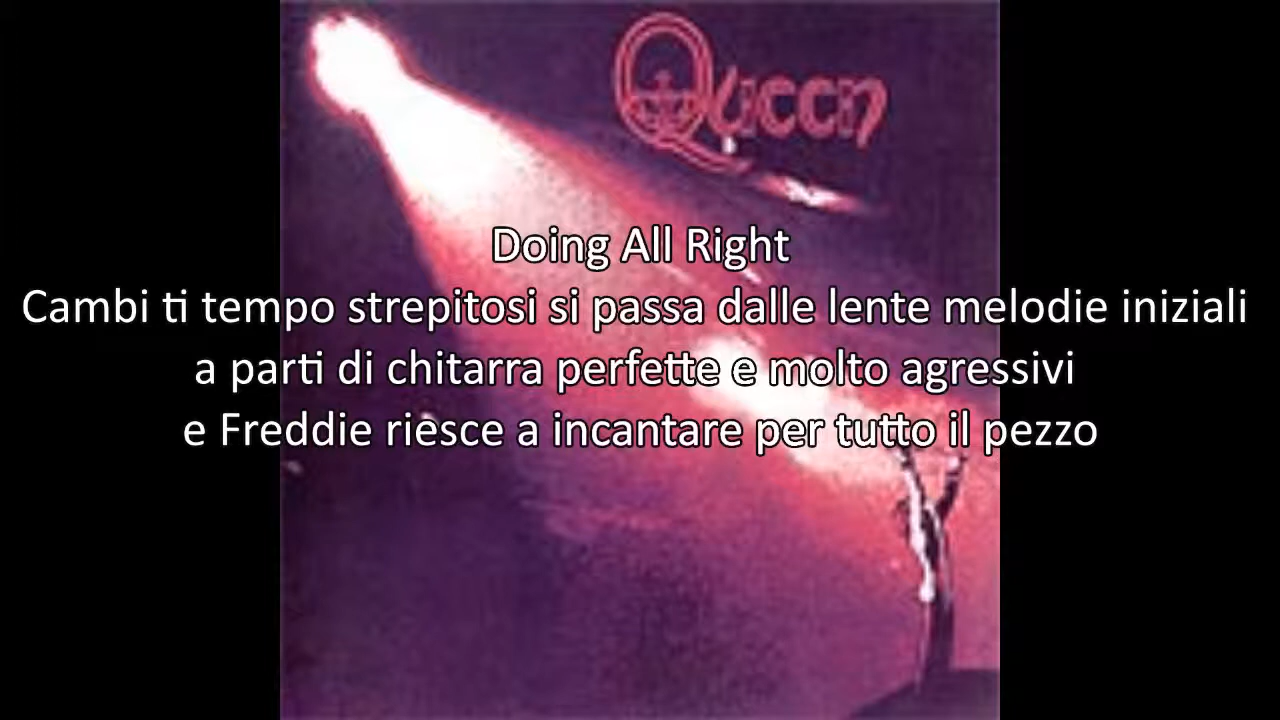 Queen
Doing All Right
Cambi ti tempo strepitosi si passa dalle lente melodie iniziali
a parti di chitarra perfette e molto agressivi
e Freddie riesce a incantare per tutto il pezzo